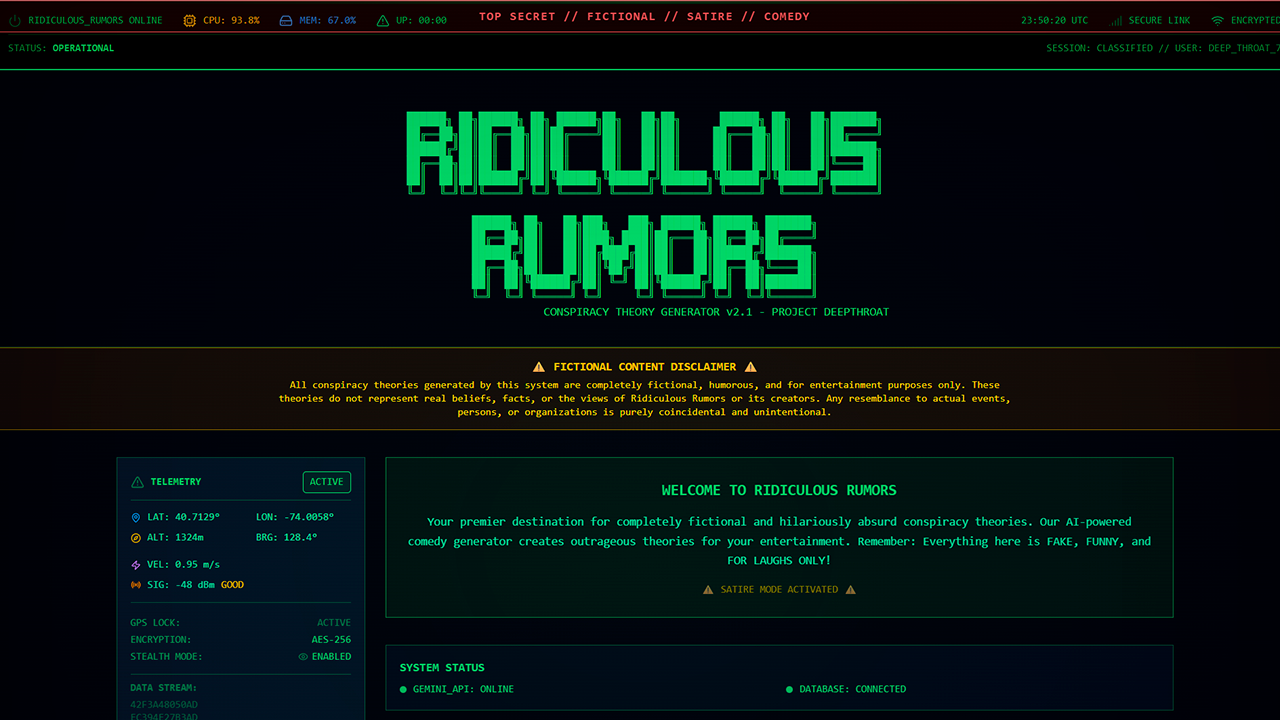 RIDICULOUS_RUMORS ONLINE CPU: 93.8% MEM: 67.0% UP: 00:00 TOP SECRET // FICTIONAL // SATIRE // COMEDY 23:50:20 UTC SECURE LINK ENCRYPTED
STATUS: OPERATIONAL SESSION: CLASSIFIED // USER: DEEP_THROAT_7
RIDICULOUS
RUMORS
CONSPIRACY THEORY GENERATOR v2.1 - PROJECT DEEPTHROAT
FICTIONAL CONTENT DISCLAIMER
All conspiracy theories generated by this system are completely fictional, humorous, and for entertainment purposes only. These
theories do not represent real beliefs, facts, or the views of Ridiculous Rumors or its creators. Any resemblance to actual events,
persons, or organizations is purely coincidental and unintentional.
TELEMETRY ACTIVE
LAT: 40.7129° LON: -74.0058°
ALT: 1324m BRG: 128.4°
VEL: 0.95 m/s
SIG: -48 dBm GOOD
GPS LOCK: ACTIVE
ENCRYPTION: AES-256
STEALTH MODE: ENABLED
DATA STREAM:
42F3A48050AD
EC394F27B3AD
WELCOME TO RIDICULOUS RUMORS
Your premier destination for completely fictional and hilariously absurd conspiracy theories. Our AI-powered
comedy generator creates outrageous theories for your entertainment. Remember: Everything here is FAKE, FUNNY, and
FOR LAUGHS ONLY!
SATIRE MODE ACTIVATED
SYSTEM STATUS
GEMINI_API: ONLINE DATABASE: CONNECTED